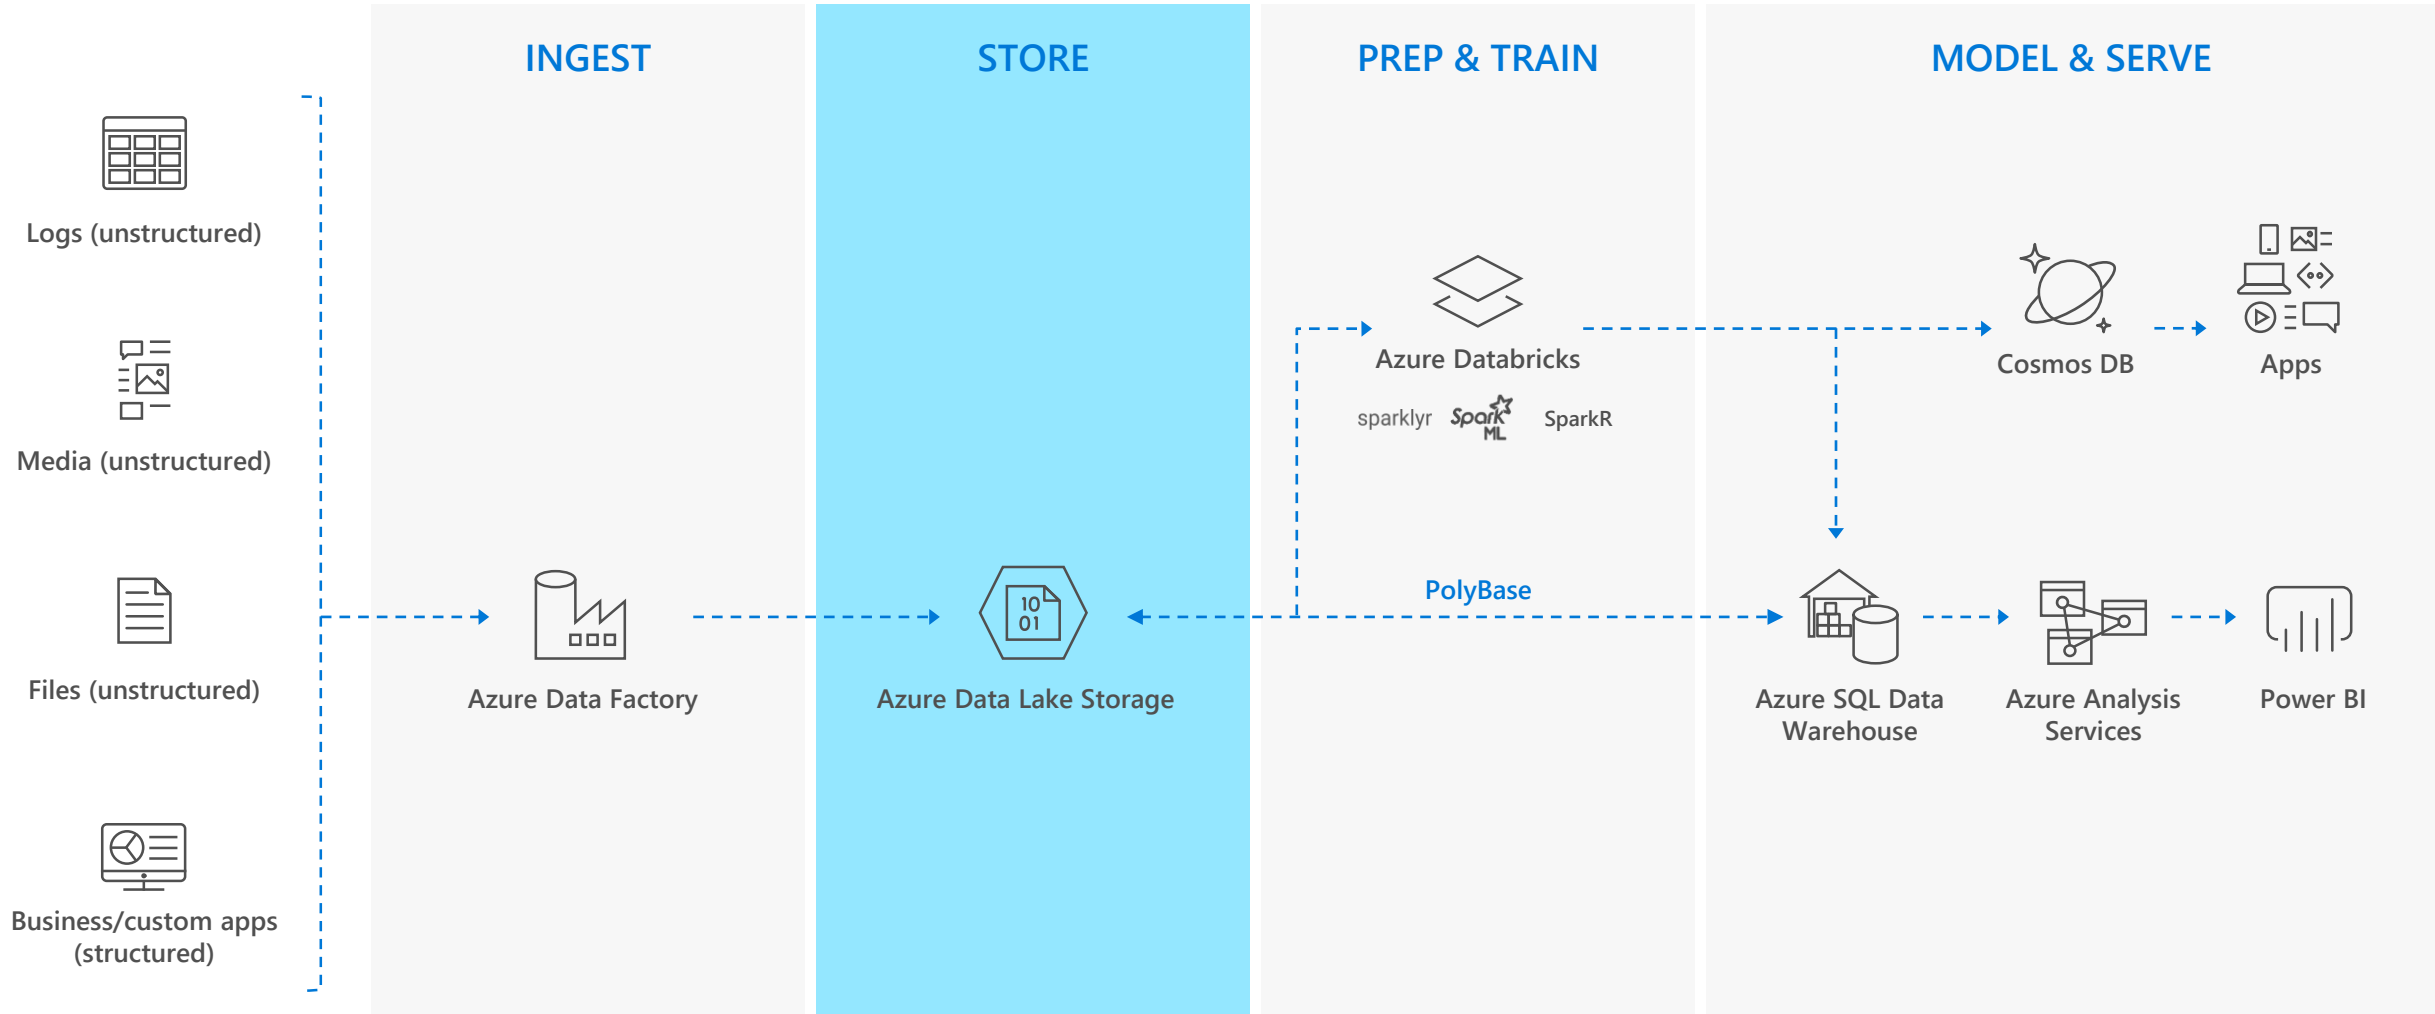 INGEST
STORE
PREP & TRAIN
MODEL & SERVE
Logs (unstructured)
Media (unstructured)
Files (unstructured)
Business/custom apps
(structured)
Azure Data Factory
10
01
Azure Data Lake Storage
Azure Databricks
sparklyr
Spark
ML
SparkR
PolyBase
Cosmos DB
Apps
Azure SQL Data
Warehouse
Azure Analysis
Services
Power BI